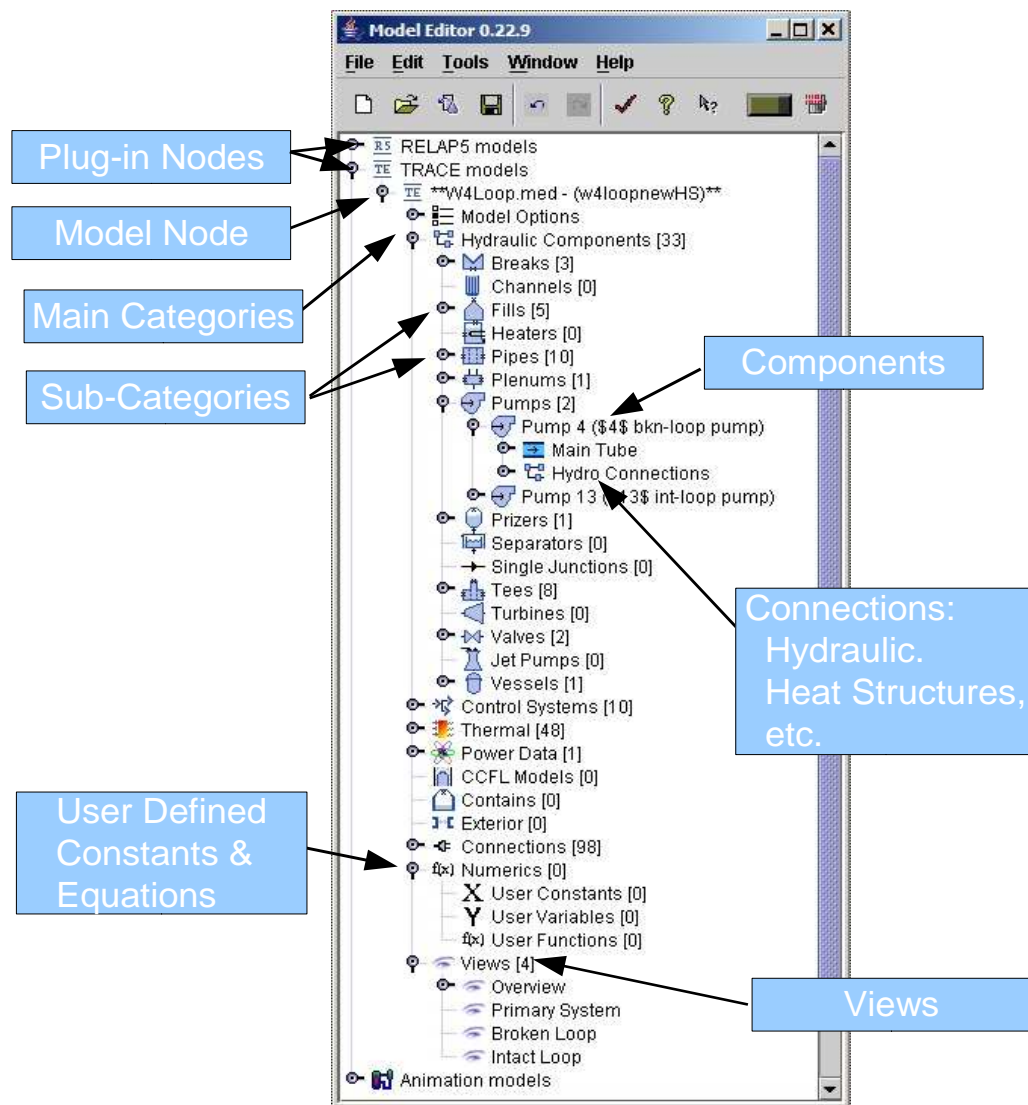 Model Editor 0.22.9
File Edit Tools Window Help
Plug-in Nodes
R5 RELAP5 models
TE TRACE models
Model Node
TE **W4Loop.med - (w4loopnewHS)**
Model Options
Main Categories
Hydraulic Components [33]
Breaks [3]
Channels [0]
Sub-Categories
Fills [5]
Heaters [0]
Pipes [10]
Plenums [1]
Components
Pumps [2]
Pump 4 ($4$ bkn-loop pump)
Main Tube
Hydro Connections
Pump 13 ( 3$ int-loop pump)
Prizers [1]
Separators [0]
Single Junctions [0]
Tees [8]
Turbines [0]
Valves [2]
Jet Pumps [0]
Vessels [1]
Connections:
Hydraulic.
Heat Structures,
etc.
Control Systems [10]
Thermal [48]
Power Data [1]
CCFL Models [0]
Contains [0]
Exterior [0]
Connections [98]
User Defined
Constants &
Equations
f(x) Numerics [0]
X User Constants [0]
Y User Variables [0]
f(x) User Functions [0]
Views [4]
Overview
Primary System
Broken Loop
Intact Loop
Views
Animation models